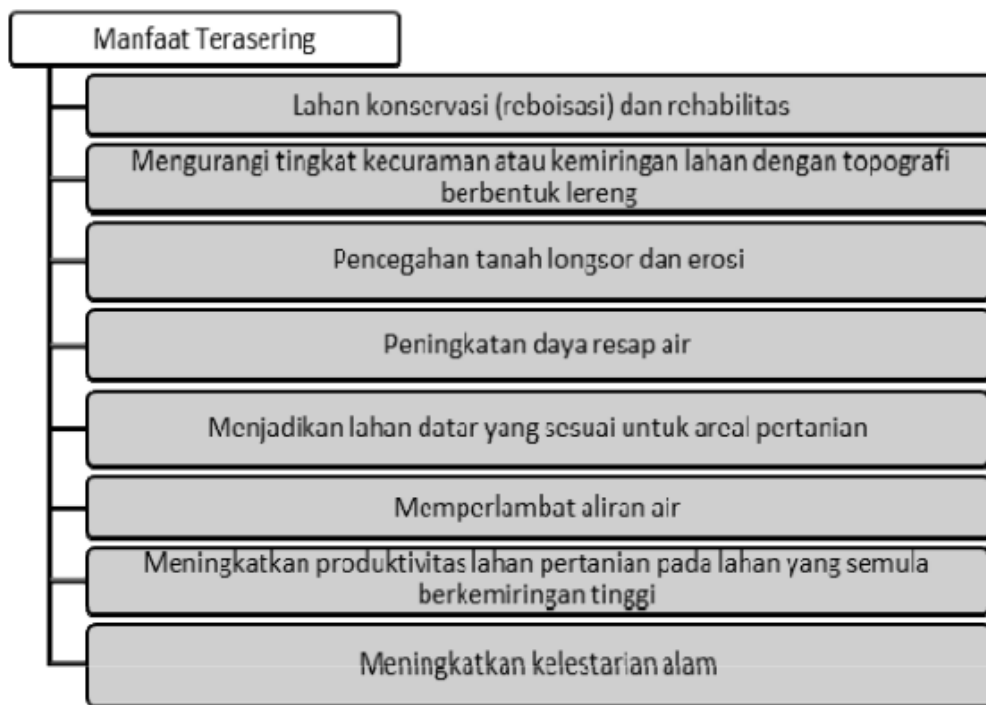 Manfaat Terasering
Lahan konservasi (reboisasi) dan rehabilitas
Mengurangi tingkat kecuraman atau kemiringan lahan dengan topografi
berbentuk lereng
Pencegahan tanah longsor dan erosi
Peningkatan daya resap air
Menjadikan lahan datar yang sesuai untuk areal pertanian
Memperlambat aliran air
Meningkatkan produktivitas lahan pertanian pada lahan yang semula
berkemiringan tinggi
Meningkatkan kelestarian alam